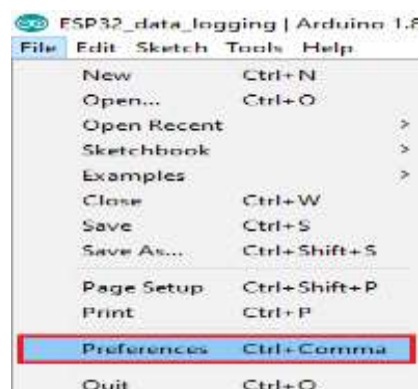 ESP32_data_logging | Arduino 1.8
File Edit Sketch Tools Help
New Ctrl+N
Open... Ctrl+O
Open Recent >
Sketchbook >
Examples >
Close Ctrl+W
Save Ctrl+S
Save As... Ctrl+Shift+S
Page Setup Ctrl+Shift+P
Print Ctrl+P
Preferences Ctrl+Comma
Quit Ctrl+Q